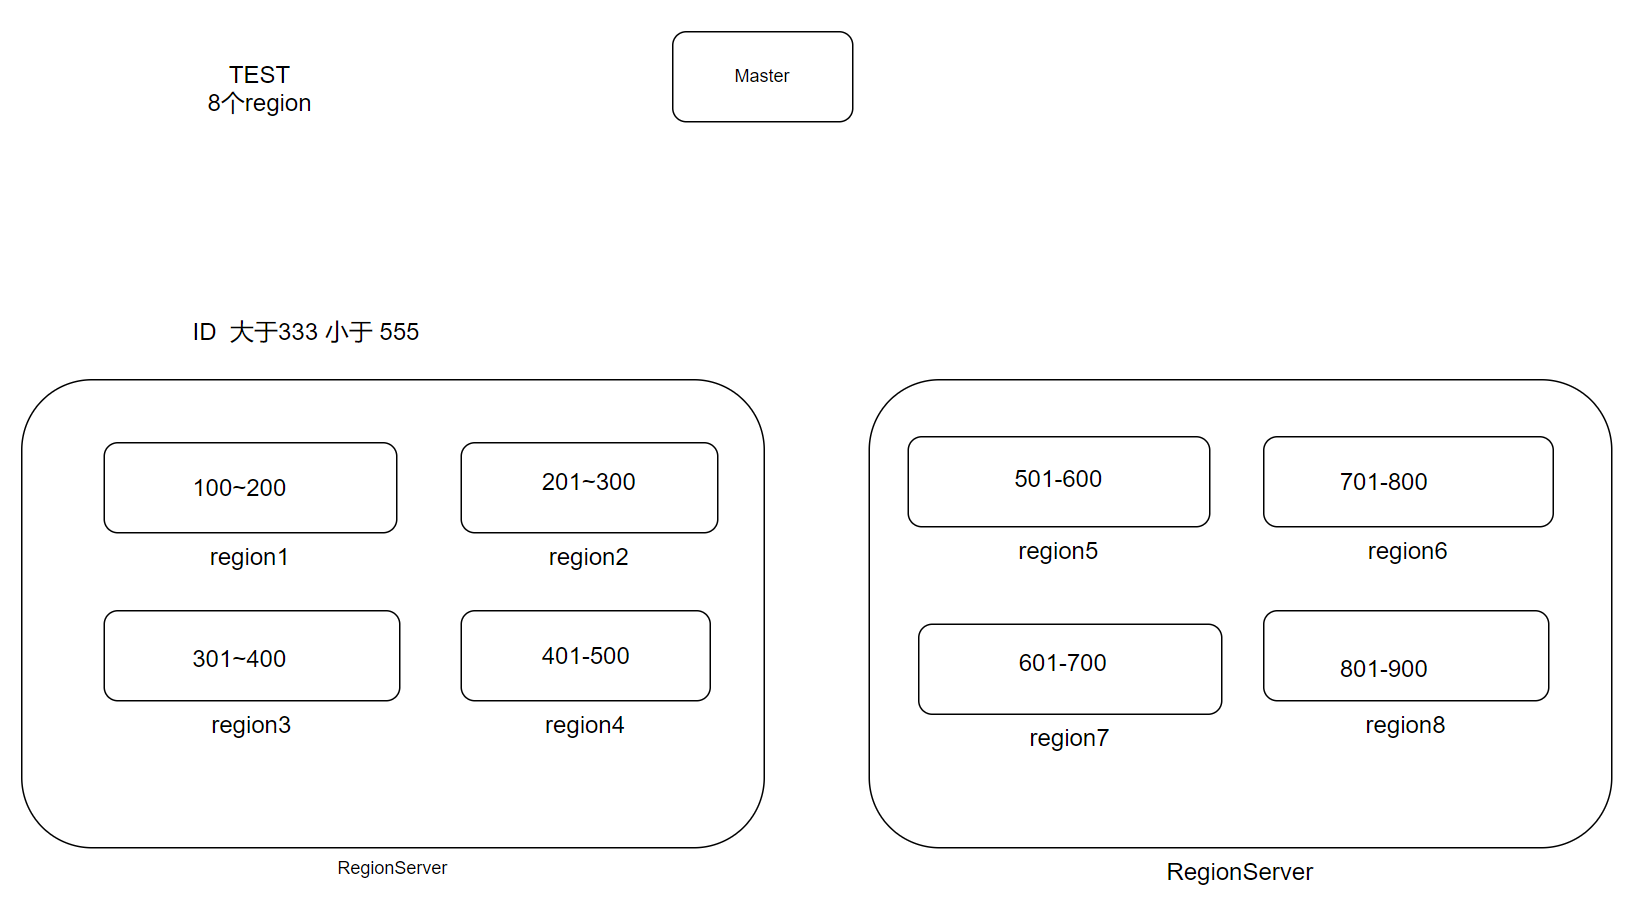 TEST
8个region
Master
ID  大于333 小于 555
100~200
region1
201~300
region2
301~400
region3
401-500
region4
RegionServer
501-600
region5
701-800
region6
601-700
region7
801-900
region8
RegionServer